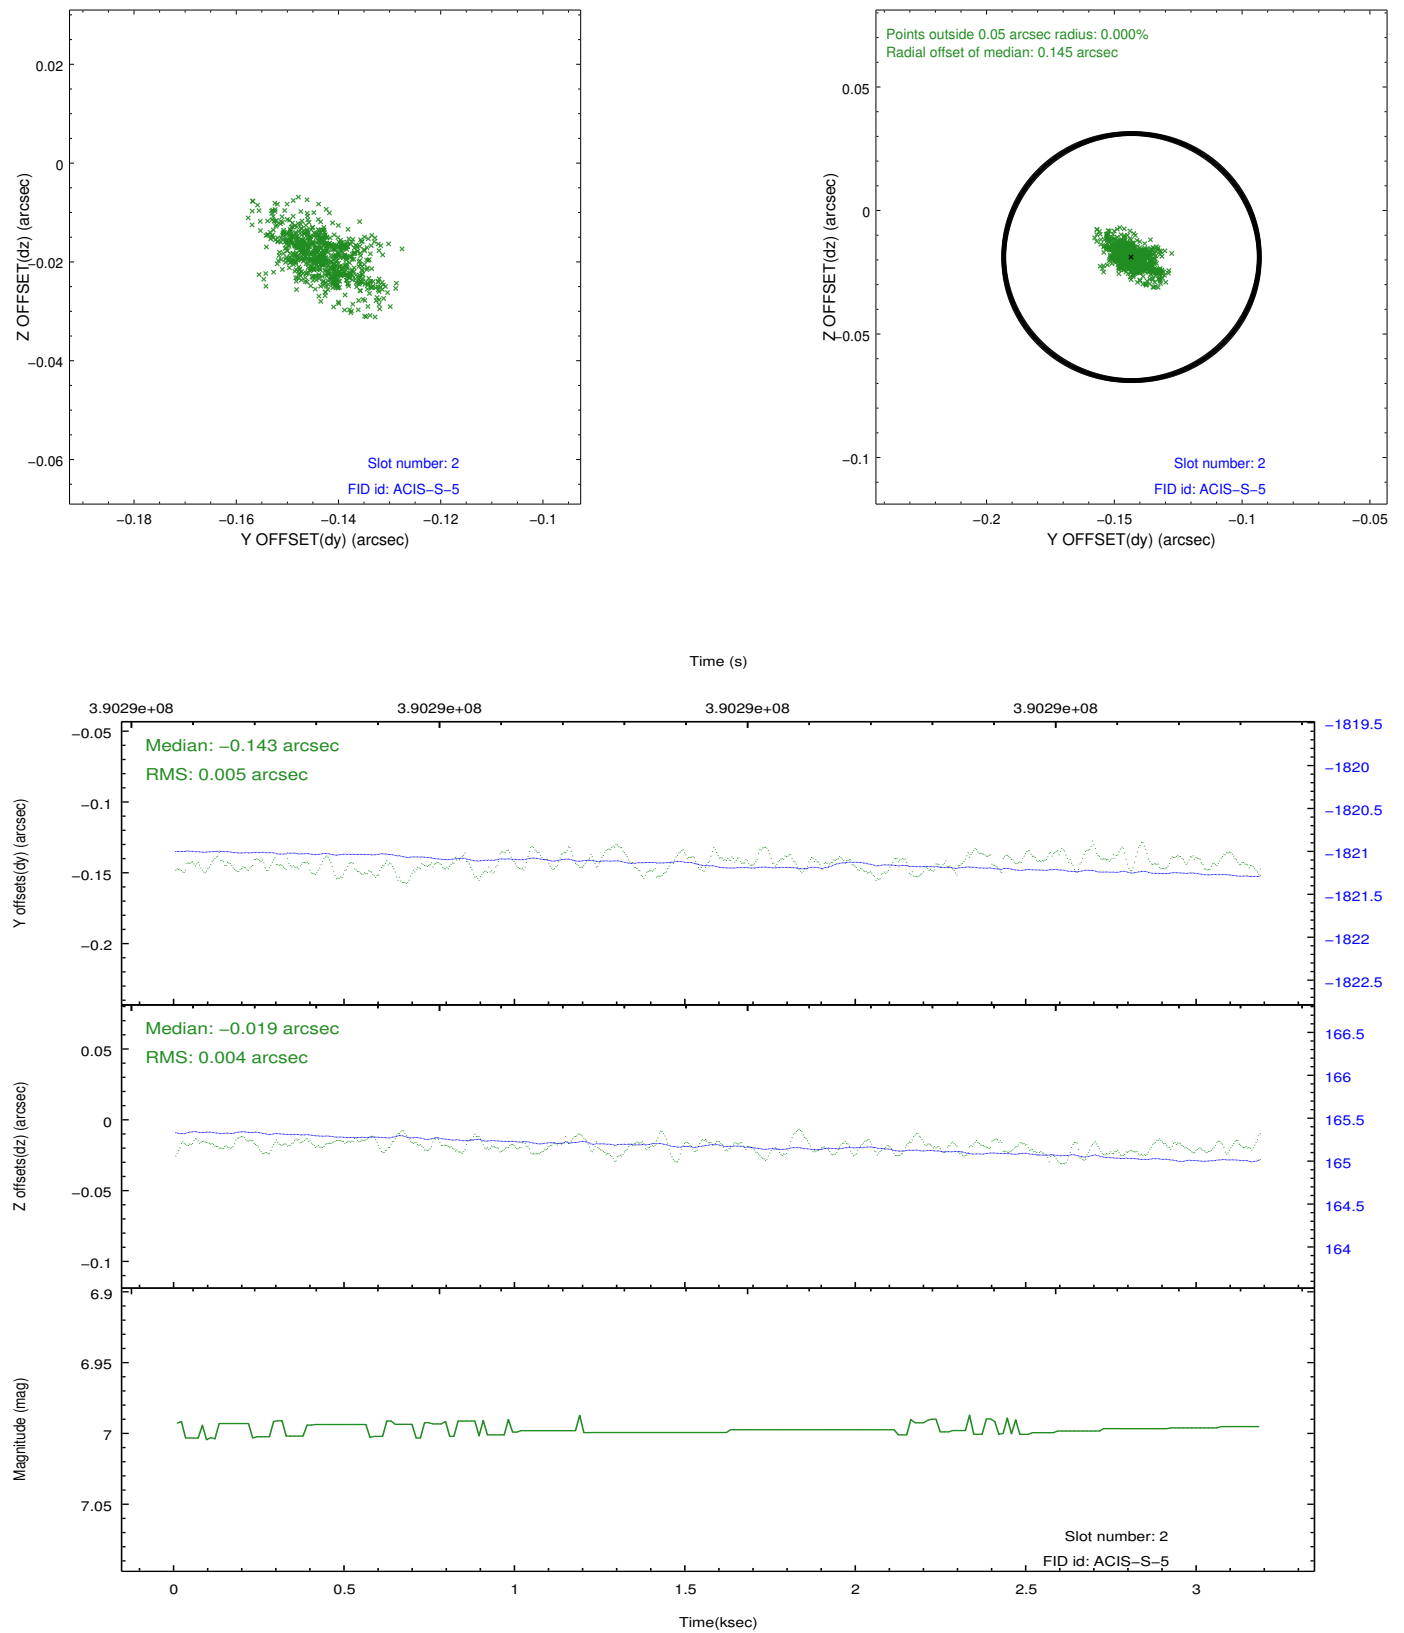 0.02
0
−0.02
−0.04
−0.06
Z OFFSET(dz) (arcsec)
Slot number: 2
FID id: ACIS−S−5
−0.18 −0.16 −0.14 −0.12 −0.1
Y OFFSET(dy) (arcsec)
Points outside 0.05 arcsec radius: 0.000%
Radial offset of median: 0.145 arcsec
0.05
0
−0.05
−0.1
Z OFFSET(dz) (arcsec)
Slot number: 2
FID id: ACIS−S−5
−0.2 −0.15 −0.1 −0.05
Y OFFSET(dy) (arcsec)
Time (s)
3.9029e+08 3.9029e+08 3.9029e+08 3.9029e+08
Median: −0.143 arcsec
RMS: 0.005 arcsec
−0.05
−0.1
−0.15
−0.2
Y offsets(dy) (arcsec)
−1819.5
−1820
−1820.5
−1821
−1821.5
−1822
−1822.5
Median: −0.019 arcsec
RMS: 0.004 arcsec
0.05
0
−0.05
−0.1
Z offsets(dz) (arcsec)
166.5
166
165.5
165
164.5
164
6.9
6.95
7
7.05
Magnitude (mag)
Slot number: 2
FID id: ACIS−S−5
0 0.5 1 1.5 2 2.5 3
Time(ksec)